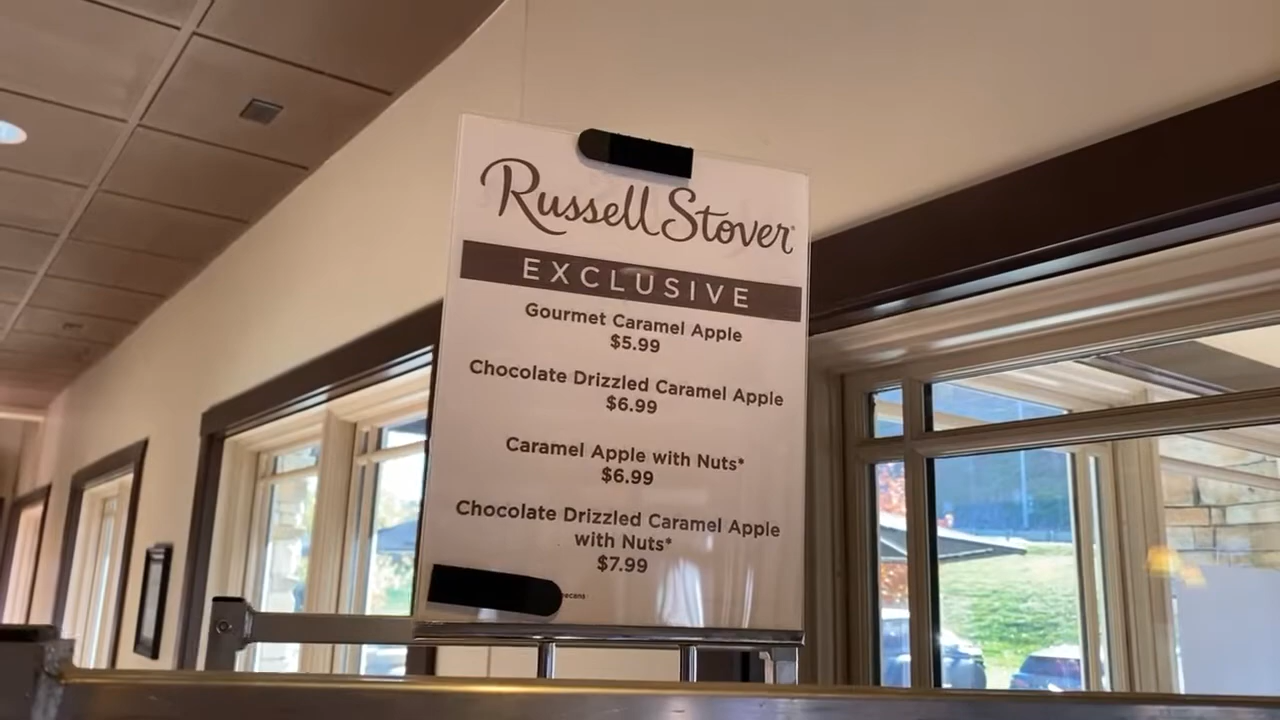 Russell Stover
EXCLUSIVE
Gourmet Caramel Apple
$5.99
Chocolate Drizzled Caramel Apple
$6.99
Caramel Apple with Nuts*
$6.99
Chocolate Drizzled Caramel Apple
with Nuts*
$7.99